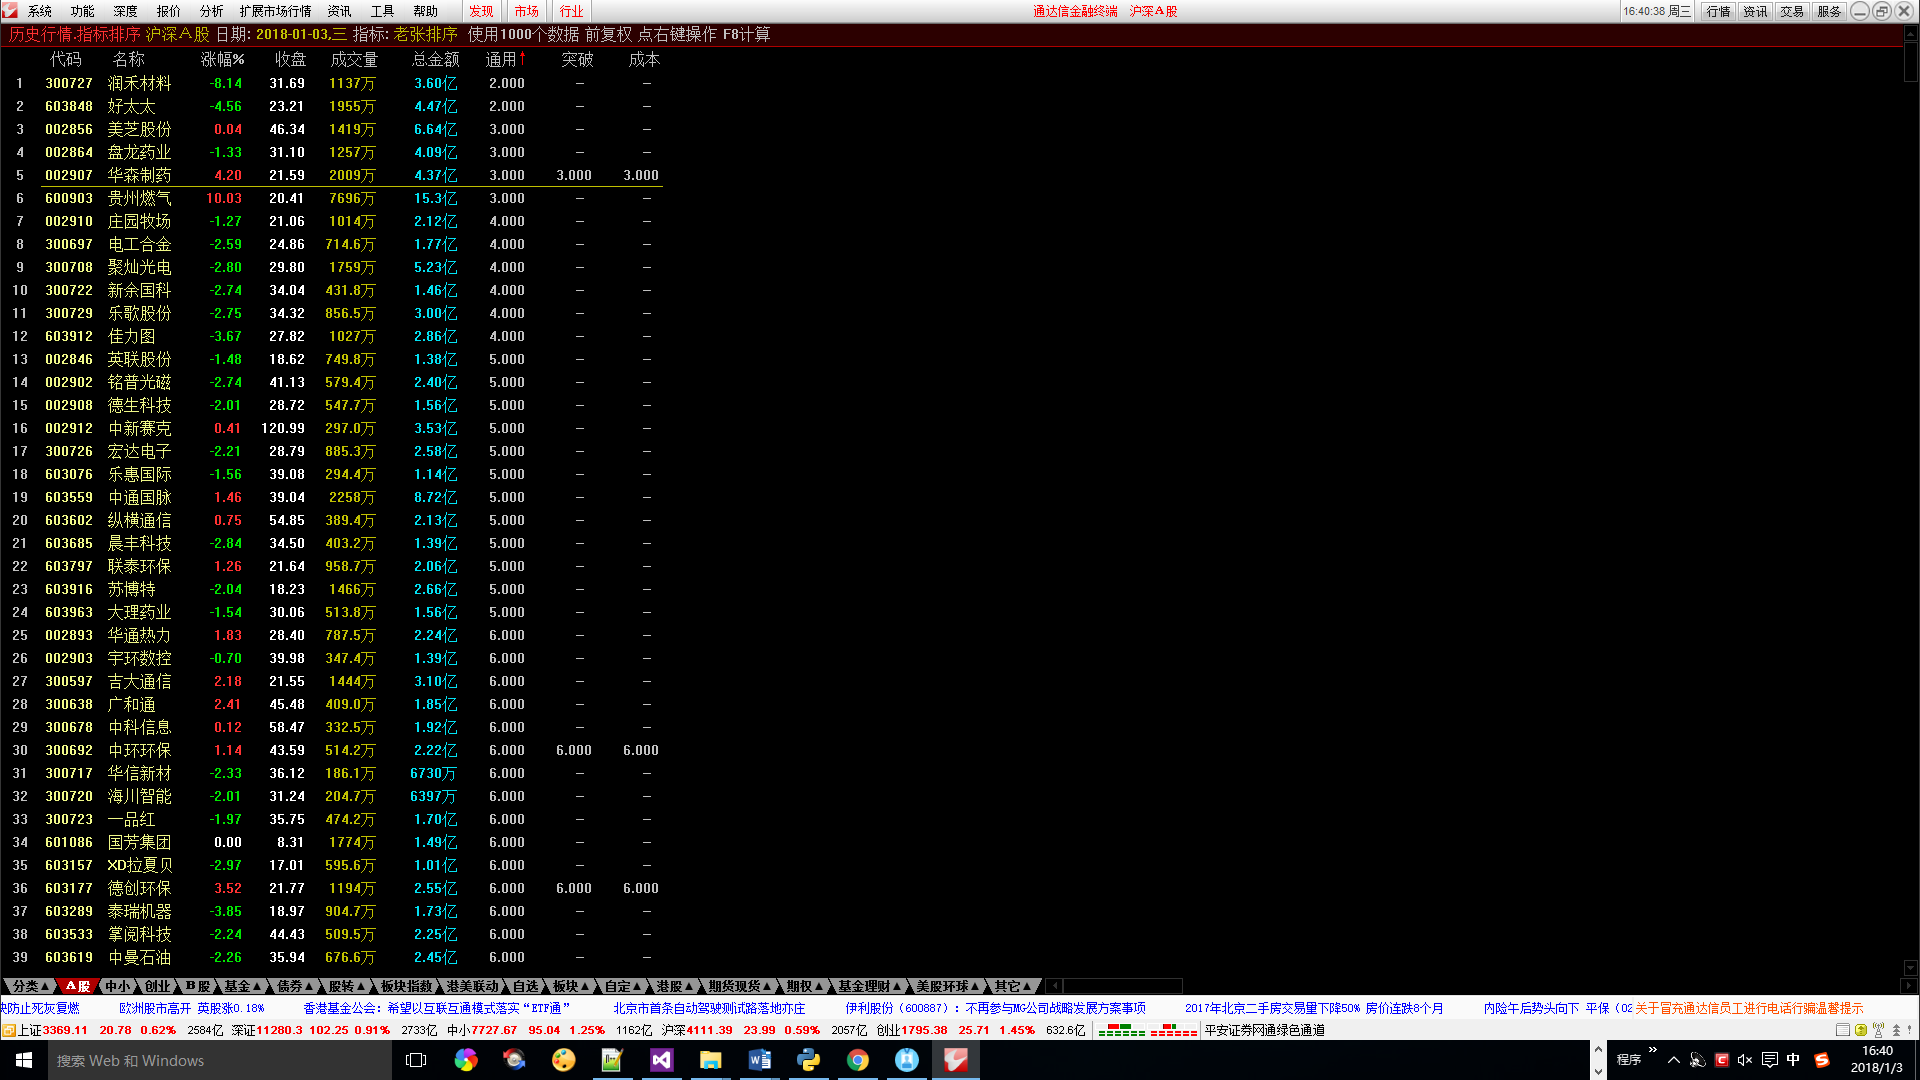 系统 功能 深度 报价 分析 扩展市场行情 资讯 工具 帮助 发现 市场 行业 通达信金融终端 沪深A股 16:40:38 周三 行情 资讯 交易 服务
历史行情.指标排序 沪深A股 日期: 2018-01-03,三 指标: 老张排序 使用1000个数据 前复权 点右键操作 F8计算
代码 名称 涨幅% 收盘 成交量 总金额 通用↑ 突破 成本
1 300727 润禾材料 -8.14 31.69 1137万 3.60亿 2.000 – –
2 603848 好太太 -4.56 23.21 1955万 4.47亿 2.000 – –
3 002856 美芝股份 0.04 46.34 1419万 6.64亿 3.000 – –
4 002864 盘龙药业 -1.33 31.10 1257万 4.09亿 3.000 – –
5 002907 华森制药 4.20 21.59 2009万 4.37亿 3.000 3.000 3.000
6 600903 贵州燃气 10.03 20.41 7696万 15.3亿 3.000 – –
7 002910 庄园牧场 -1.27 21.06 1014万 2.12亿 4.000 – –
8 300697 电工合金 -2.59 24.86 714.6万 1.77亿 4.000 – –
9 300708 聚灿光电 -2.80 29.80 1759万 5.23亿 4.000 – –
10 300722 新余国科 -2.74 34.04 431.8万 1.46亿 4.000 – –
11 300729 乐歌股份 -2.75 34.32 856.5万 3.00亿 4.000 – –
12 603912 佳力图 -3.67 27.82 1027万 2.86亿 4.000 – –
13 002846 英联股份 -1.48 18.62 749.8万 1.38亿 5.000 – –
14 002902 铭普光磁 -2.74 41.13 579.4万 2.40亿 5.000 – –
15 002908 德生科技 -2.01 28.72 547.7万 1.56亿 5.000 – –
16 002912 中新赛克 0.41 120.99 297.0万 3.53亿 5.000 – –
17 300726 宏达电子 -2.21 28.79 885.3万 2.58亿 5.000 – –
18 603076 乐惠国际 -1.56 39.08 294.4万 1.14亿 5.000 – –
19 603559 中通国脉 1.46 39.04 2258万 8.72亿 5.000 – –
20 603602 纵横通信 0.75 54.85 389.4万 2.13亿 5.000 – –
21 603685 晨丰科技 -2.84 34.50 403.2万 1.39亿 5.000 – –
22 603797 联泰环保 1.26 21.64 958.7万 2.06亿 5.000 – –
23 603916 苏博特 -2.04 18.23 1466万 2.66亿 5.000 – –
24 603963 大理药业 -1.54 30.06 513.8万 1.56亿 5.000 – –
25 002893 华通热力 1.83 28.40 787.5万 2.24亿 6.000 – –
26 002903 宇环数控 -0.70 39.98 347.4万 1.39亿 6.000 – –
27 300597 吉大通信 2.18 21.55 1444万 3.10亿 6.000 – –
28 300638 广和通 2.41 45.48 409.0万 1.85亿 6.000 – –
29 300678 中科信息 0.12 58.47 332.5万 1.92亿 6.000 – –
30 300692 中环环保 1.14 43.59 514.2万 2.22亿 6.000 6.000 6.000
31 300717 华信新材 -2.33 36.12 186.1万 6730万 6.000 – –
32 300720 海川智能 -2.01 31.24 204.7万 6397万 6.000 – –
33 300723 一品红 -1.97 35.75 474.2万 1.70亿 6.000 – –
34 601086 国芳集团 0.00 8.31 1774万 1.49亿 6.000 – –
35 603157 XD拉夏贝 -2.97 17.01 595.6万 1.01亿 6.000 – –
36 603177 德创环保 3.52 21.77 1194万 2.55亿 6.000 6.000 6.000
37 603289 泰瑞机器 -3.85 18.97 904.7万 1.73亿 6.000 – –
38 603533 掌阅科技 -2.24 44.43 509.5万 2.25亿 6.000 – –
39 603619 中曼石油 -2.26 35.94 676.6万 2.45亿 6.000 – –
分类▲ A股 中小 创业 B股▲ 基金▲ 债券▲ 股转▲ 板块指数 港美联动 自选 板块▲ 自定▲ 港股▲ 期货现货▲ 期权▲ 基金理财▲ 美股环球▲ 其它▲
防止死灰复燃 欧洲股市高开 英股涨0.18% 香港基金公会：希望以互联互通模式落实“ETF通” 北京市首条自动驾驶测试路落地亦庄 伊利股份（600887）：不再参与MG公司战略发展方案事项 2017年北京二手房交易量下降50% 房价连跌8个月 内险午后势头向下 平保（02 关于冒充通达信员工进行电话行骗温馨提示
上证3369.11 20.78 0.62% 2584亿 深证11280.3 102.25 0.91% 2733亿 中小7727.67 95.04 1.25% 1162亿 沪深4111.39 23.99 0.59% 2057亿 创业1795.38 25.71 1.45% 632.6亿 平安证券网通绿色通道
搜索 Web 和 Windows 程序 中 16:40
2018/1/3